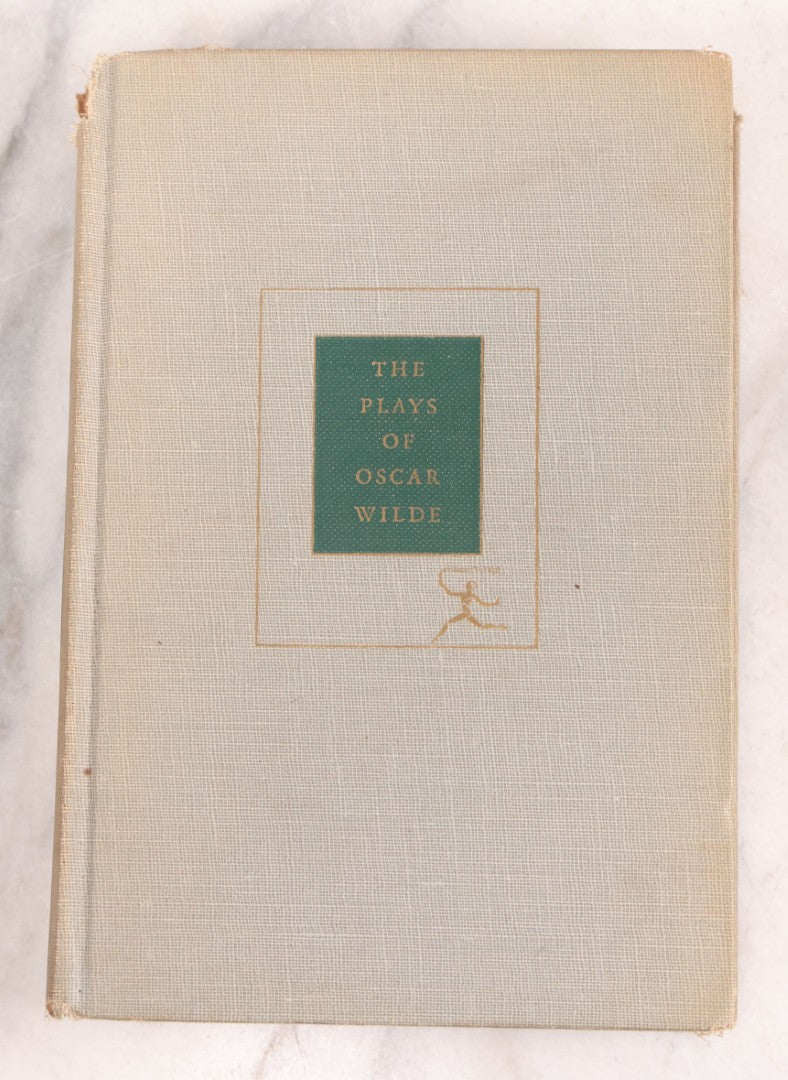 THE
PLAYS
OF
OSCAR
WILDE